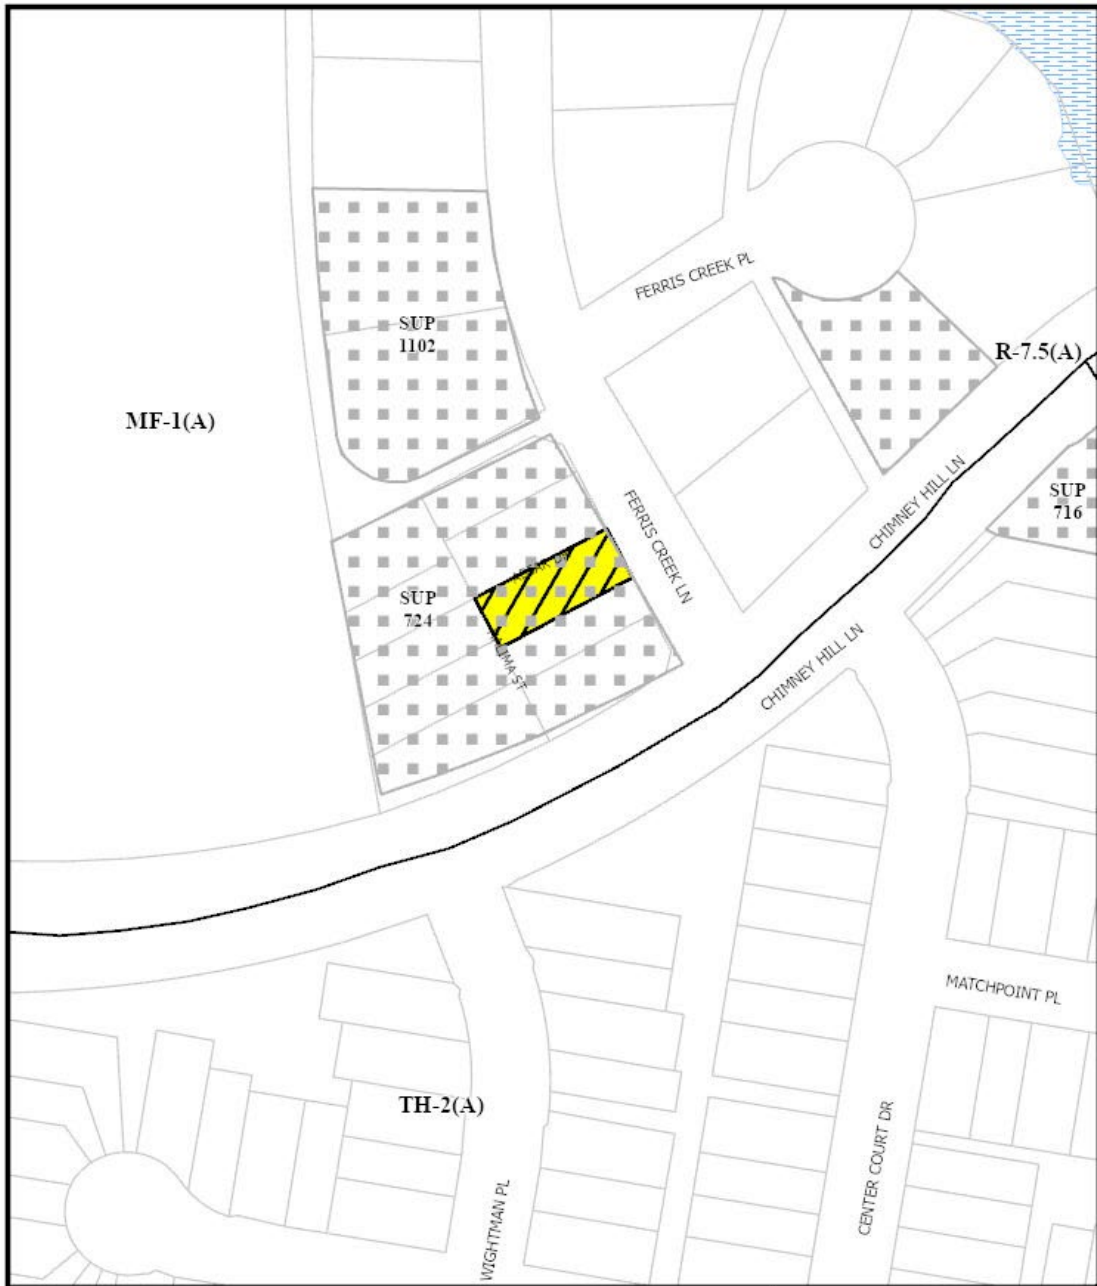 FERRIS CREEK PL
SUP
1102
R-7.5(A)
MF-1(A)
CHIMNEY HILL LN
SUP
716
FERRIS CREEK LN
SUP
724
CHIMNEY HILL LN
MATCHPOINT PL
TH-2(A)
CENTER COURT DR
WIGHTMAN PL